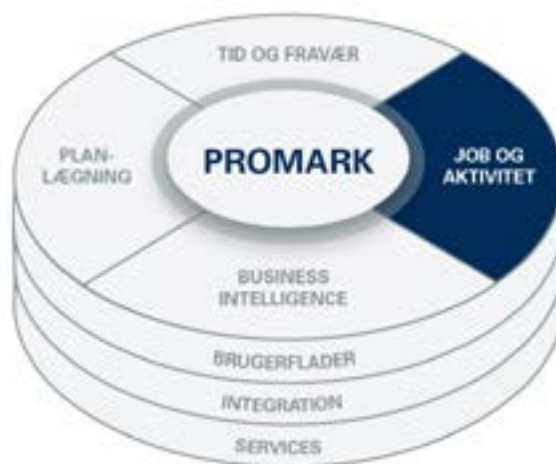 TID OG FRAVÆR
PLAN-
LÆGNING
PROMARK
JOB OG
AKTIVITET
BUSINESS
INTELLIGENCE
BRUGERFLADER
INTEGRATION
SERVICES